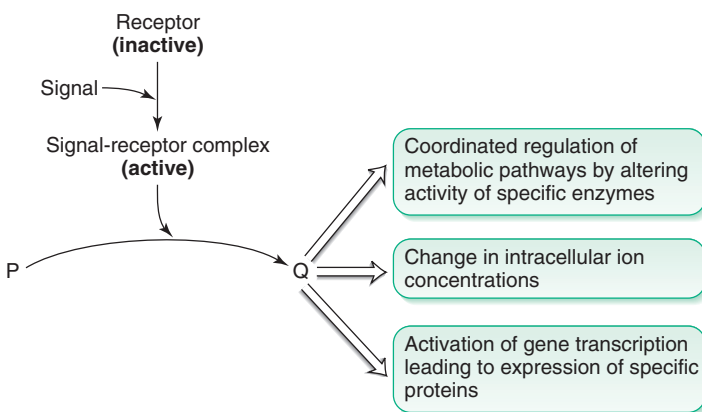 Receptor
(inactive)
Signal
Signal-receptor complex
(active)
P
Q
Coordinated regulation of
metabolic pathways by altering
activity of specific enzymes
Change in intracellular ion
concentrations
Activation of gene transcription
leading to expression of specific
proteins